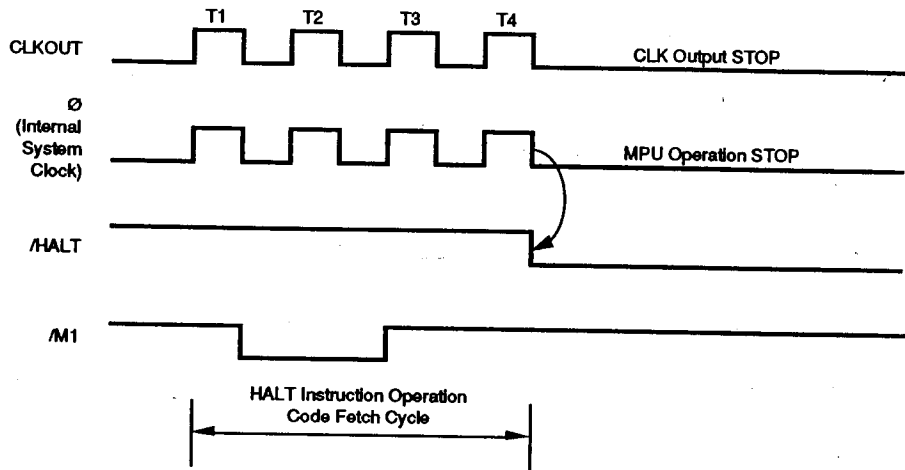 T1 T2 T3 T4
CLKOUT
CLK Output STOP
Ø
(Internal
System
Clock)
MPU Operation STOP
/HALT
/M1
HALT Instruction Operation
Code Fetch Cycle